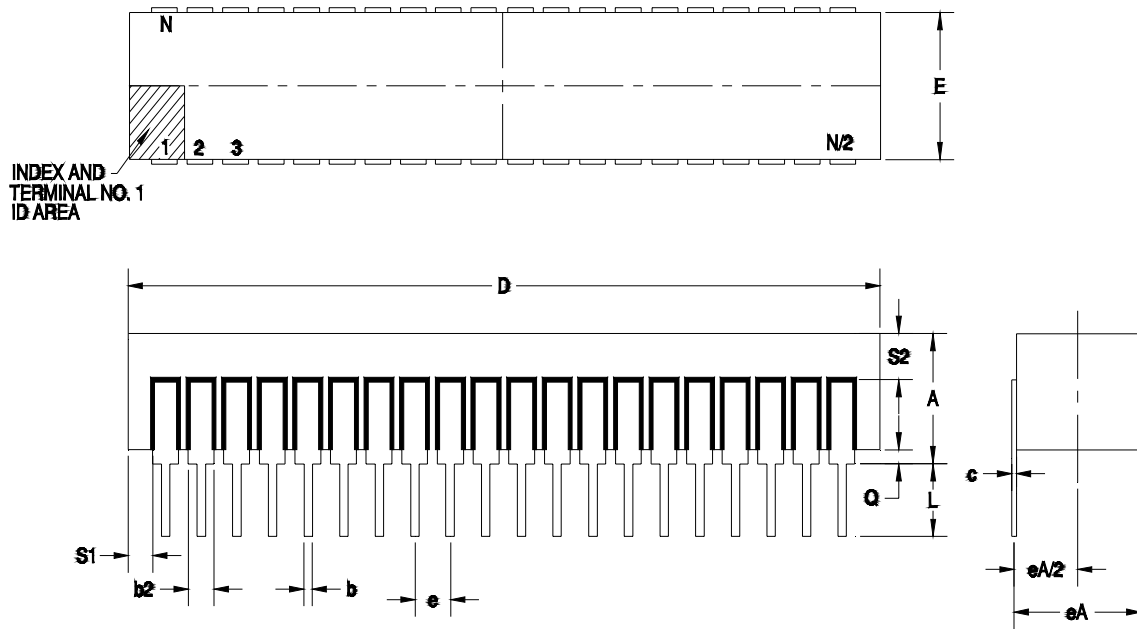 N
E
1 2 3 N/2
INDEX AND
TERMINAL NO. 1
ID AREA
D
S2
A
c
Q
L
S1
b2
b
e
eA/2
eA